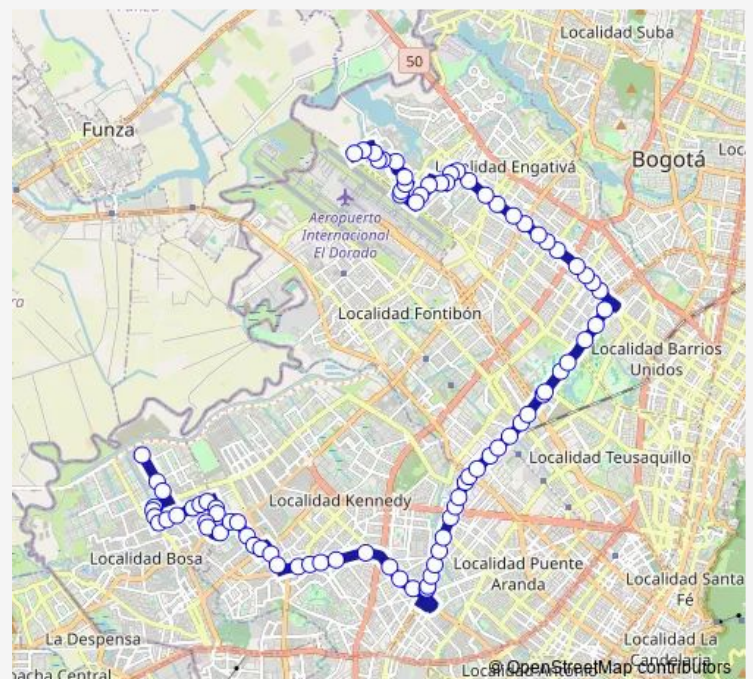 Localidad Suba
50
Funza
Bogotá
Localidad Engativá
Aeropuerto
Internacional
El Dorado
Localidad Fontibón
Localidad Barrios
Unidos
Localidad Teusaquillo
Localidad Kennedy
Localidad Bosa
Localidad Puente
Aranda
Localidad Santa
Fé
La Despensa
Localidad La
Candelaria
© OpenStreetMap contributors